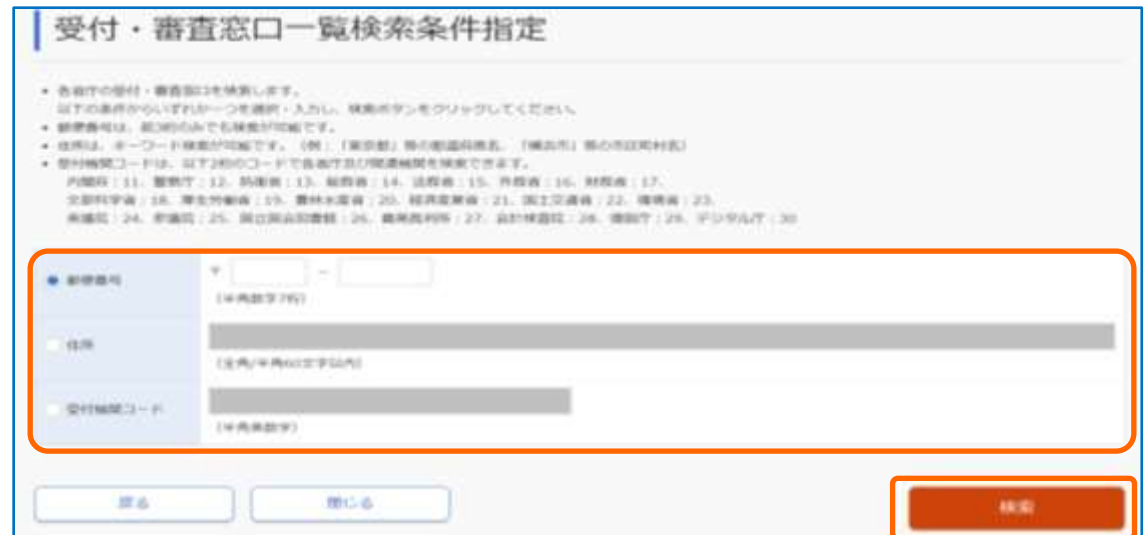 受付・審査窓口一覧検索条件指定
各省庁の受付・審査窓口を検索します。
以下の条件からいずれか一つを選択・入力し、検索ボタンをクリックしてください。
郵便番号は、前3桁のみでも検索が可能です。
住所は、キーワード検索が可能です。（例：「東京都」等の都道府県名、「横浜市」等の市区町村名）
受付機関コードは、以下2桁のコードで各省庁及び関連機関を検索できます。
内閣府：11、警察庁：12、防衛省：13、総務省：14、法務省：15、外務省：16、財務省：17、
文部科学省：18、厚生労働省：19、農林水産省：20、経済産業省：21、国土交通省：22、環境省：23、
衆議院：24、参議院：25、国立国会図書館：26、最高裁判所：27、会計検査院：28、復興庁：29、デジタル庁：30
郵便番号
〒 -
（半角数字7桁）
住所
（全角/半角60文字以内）
受付機関コード
（半角英数字）
戻る 閉じる 検索